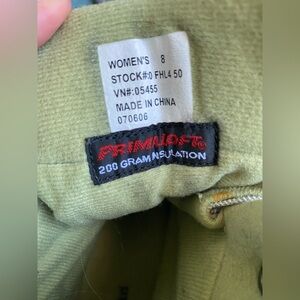 WOMEN'S 8
STOCK#:0 FHL4 50
VN#:05455
MADE IN CHINA
070606
PRIMALOFT®
200 GRAM INSULATION